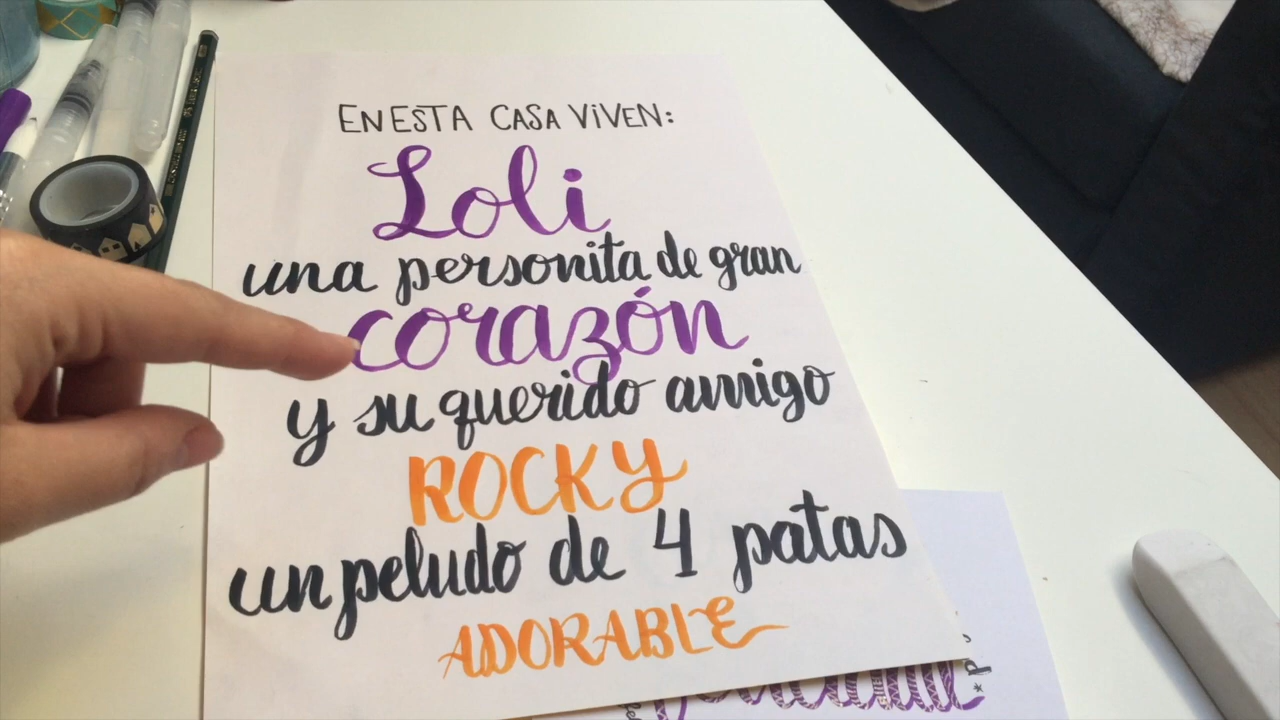 EN ESTA CASA ViVEN:
Loli
una personita de gran
corazón
y su querido amigo
ROCKY
un peludo de 4 patas
ADORABLE